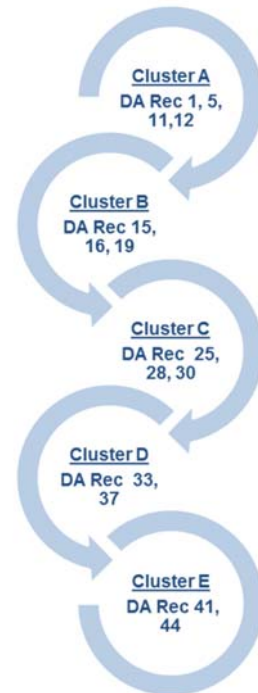 Cluster A
DA Rec 1, 5,
11,12
Cluster B
DA Rec 15,
16, 19
Cluster C
DA Rec 25,
28, 30
Cluster D
DA Rec 33,
37
Cluster E
DA Rec 41,
44